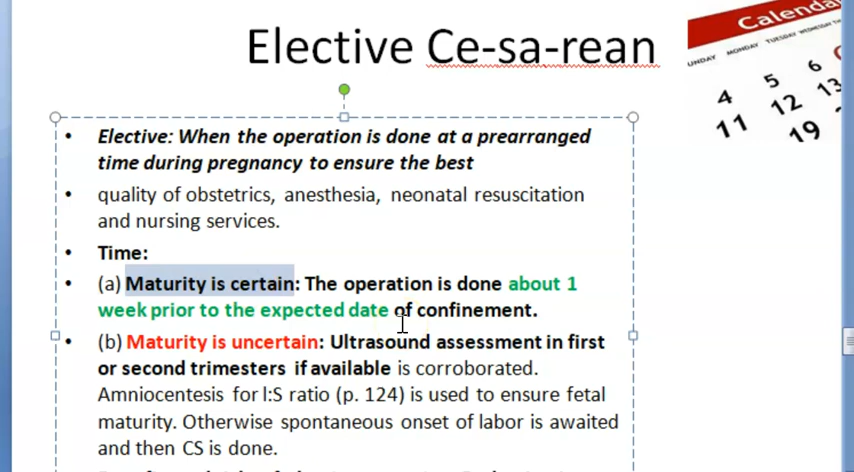 Elective Ce-sa-rean
Calenda
UNDAY MONDAY TUESDAY
4 5 6
11 12 13
19
• Elective: When the operation is done at a prearranged
time during pregnancy to ensure the best
• quality of obstetrics, anesthesia, neonatal resuscitation
and nursing services.
• Time:
• (a) Maturity is certain: The operation is done about 1
week prior to the expected date of confinement.
• (b) Maturity is uncertain: Ultrasound assessment in first
or second trimesters if available is corroborated.
Amniocentesis for l:S ratio (p. 124) is used to ensure fetal
maturity. Otherwise spontaneous onset of labor is awaited
and then CS is done.